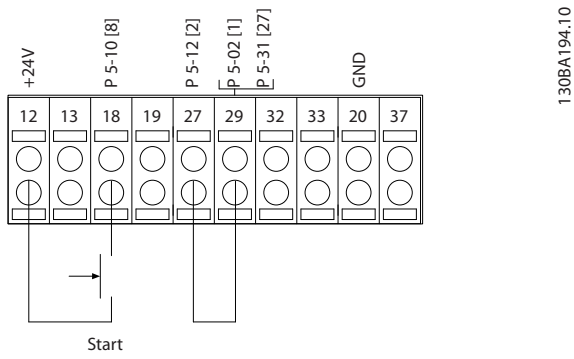 +24V
P 5-10 [8]
P 5-12 [2]
P 5-02 [1]
P 5-31 [27]
GND
130BA194.10
12 13 18 19 27 29 32 33 20 37
Start